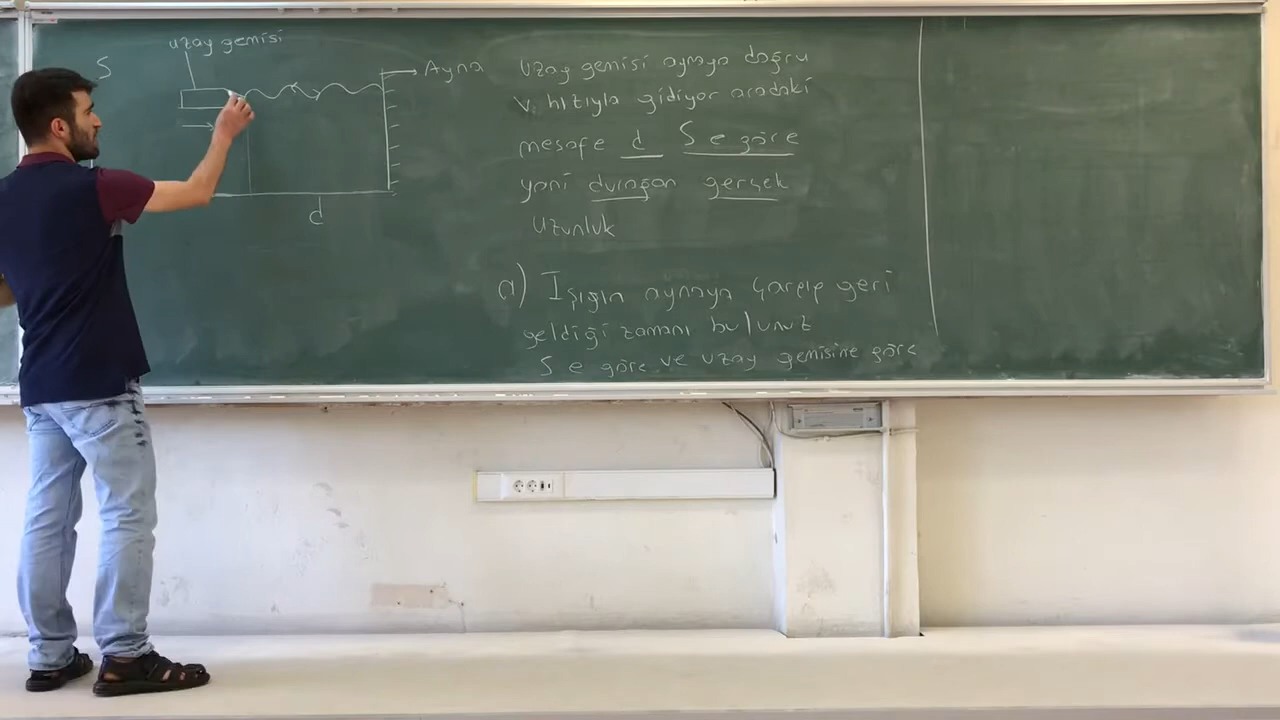 uzay gemisi
S
Ayna
d
uzay gemisi aynaya doğru
v. hızıyla gidiyor aradaki
mesafe d S e göre
yani durağan gerçek
uzunluk
a) Işığın aynaya çarpıp geri
geldiği zamanı bulunuz
S e göre ve uzay gemisine göre